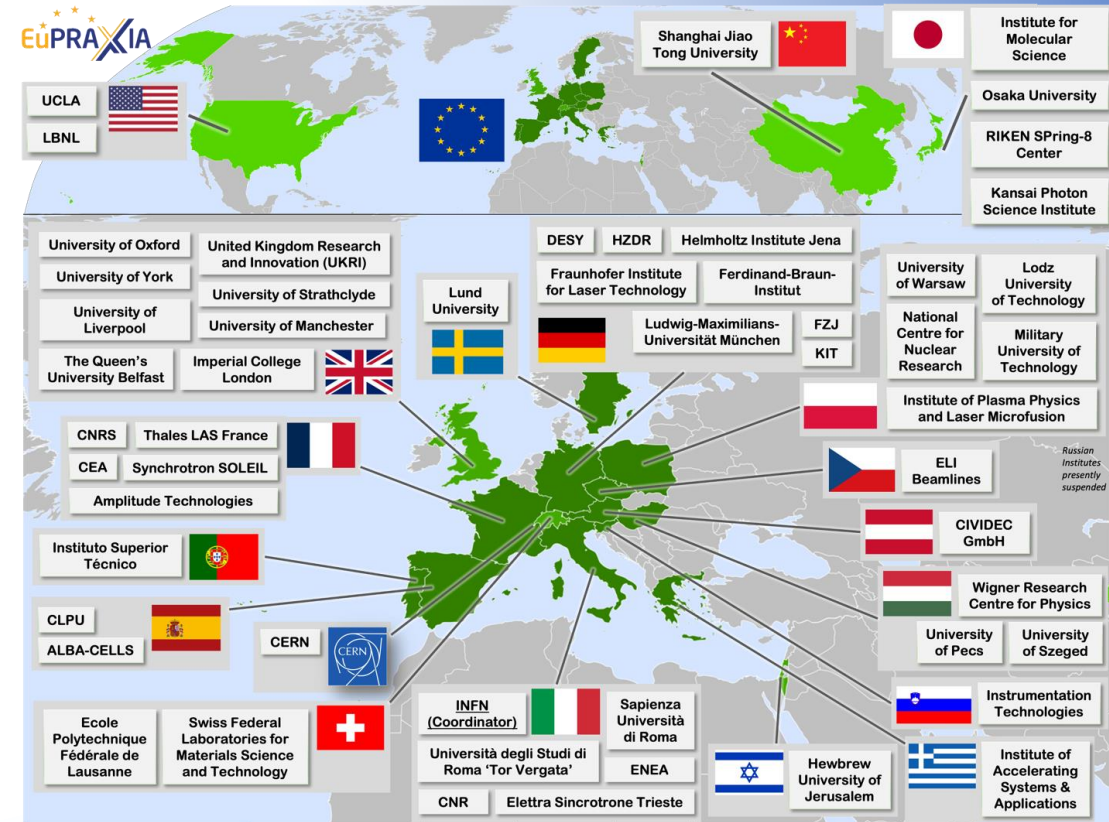 EuPRAXIA
UCLA
LBNL
Shanghai Jiao
Tong University
Institute for
Molecular
Science
Osaka University
RIKEN SPring-8
Center
Kansai Photon
Science Institute
University of Oxford
University of York
University of
Liverpool
The Queen's
University Belfast
United Kingdom Research
and Innovation (UKRI)
University of Strathclyde
University of Manchester
Imperial College
London
Lund
University
DESY
HZDR
Helmholtz Institute Jena
Fraunhofer Institute
for Laser Technology
Ferdinand-Braun-
Institut
Ludwig-Maximilians-
Universität München
FZJ
KIT
University
of Warsaw
Lodz
University
of Technology
National
Centre for
Nuclear
Research
Military
University of
Technology
Institute of Plasma Physics
and Laser Microfusion
CNRS
Thales LAS France
CEA
Synchrotron SOLEIL
Amplitude Technologies
ELI
Beamlines
Russian
Institutes
presently
suspended
CIVIDEC
GmbH
Instituto Superior
Técnico
Wigner Research
Centre for Physics
University
of Pecs
University
of Szeged
CLPU
ALBA-CELLS
CERN
CERN
Instrumentation
Technologies
Ecole
Polytechnique
Fédérale de
Lausanne
Swiss Federal
Laboratories for
Materials Science
and Technology
INFN
(Coordinator)
Sapienza
Università
di Roma
Università degli Studi di
Roma 'Tor Vergata'
ENEA
CNR
Elettra Sincrotrone Trieste
Hewbrew
University of
Jerusalem
Institute of
Accelerating
Systems &
Applications